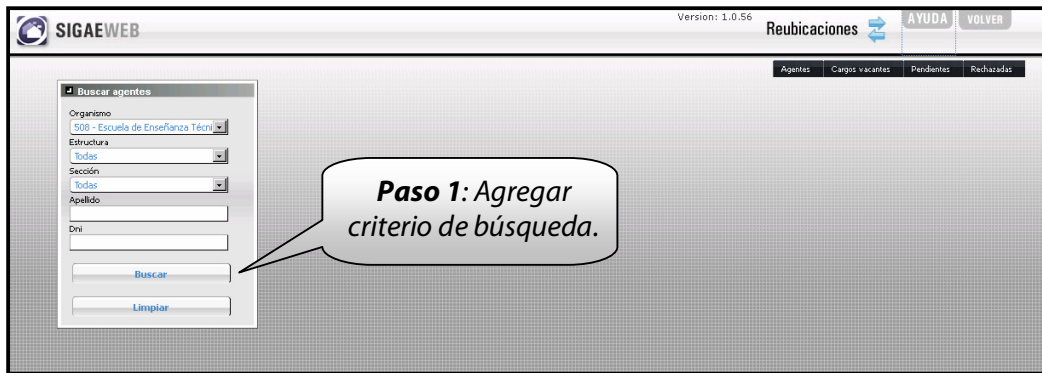 SIGAEWEB
Version: 1.0.56
Reubicaciones
AYUDA
VOLVER
Agentes
Cargos vacantes
Pendientes
Rechazadas
Buscar agentes
Organismo
508 - Escuela de Enseñanza Técni
Estructura
Todas
Sección
Todas
Apellido
Dni
Buscar
Limpiar
Paso 1: Agregar
criterio de búsqueda.